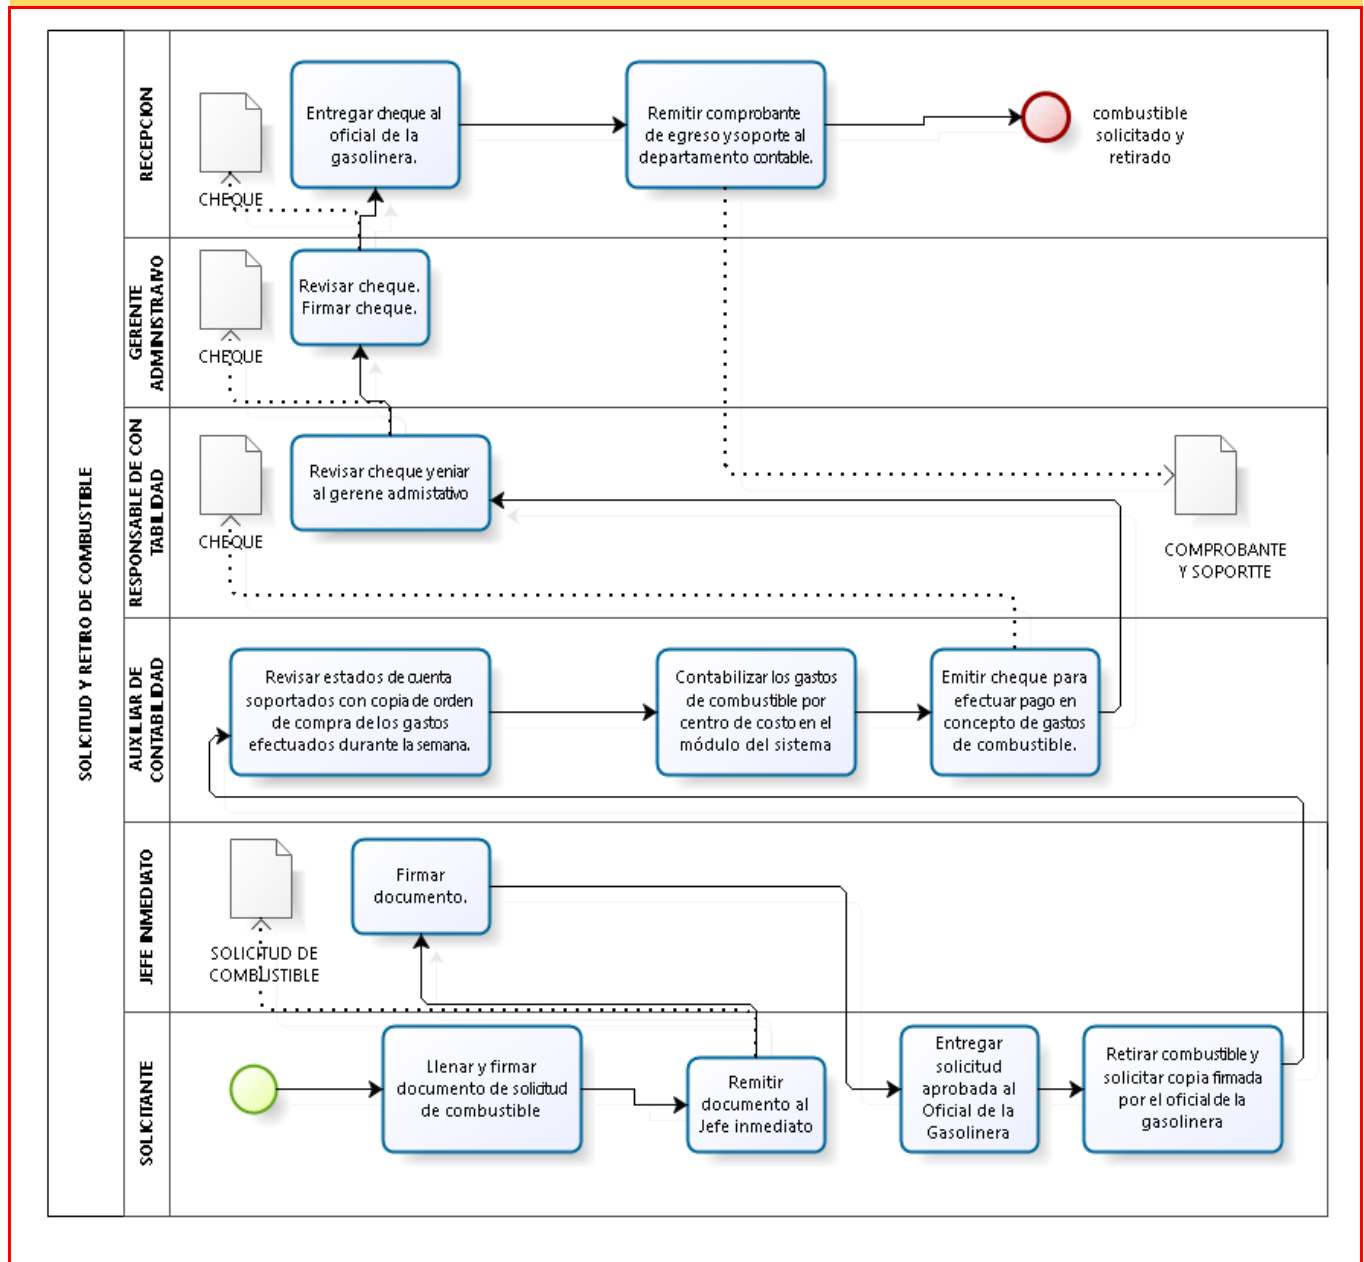 SOLICITUD Y RETIRO DE COMBUSTIBLE
RECEPCION
CHEQUE
Entregar cheque al
oficial de la
gasolinera.
Remitir comprobante
de egreso y soporte al
departamento contable.
combustible
solicitado y
retirado
GERENTE
ADMINISTRAIVO
CHEQUE
Revisar cheque.
Firmar cheque.
RESPONSABLE DE CON
TABILIDAD
CHEQUE
Revisar cheque y eniar
al gerene admistativo
COMPROBANTE
Y SOPORTTE
AUXILIAR DE
CONTABILIDAD
Revisar estados de cuenta
soportados con copia de orden
de compra de los gastos
efectuados durante la semana.
Contabilizar los gastos
de combustible por
centro de costo en el
módulo del sistema
Emitir cheque para
efectuar pago en
concepto de gastos
de combustible.
JEFE INMEDIATO
SOLICITUD DE
COMBUSTIBLE
Firmar
documento.
SOLICITANTE
Llenar y firmar
documento de solicitud
de combustible
Remitir
documento al
Jefe inmediato
Entregar
solicitud
aprobada al
Oficial de la
Gasolinera
Retirar combustible y
solicitar copia firmada
por el oficial de la
gasolinera